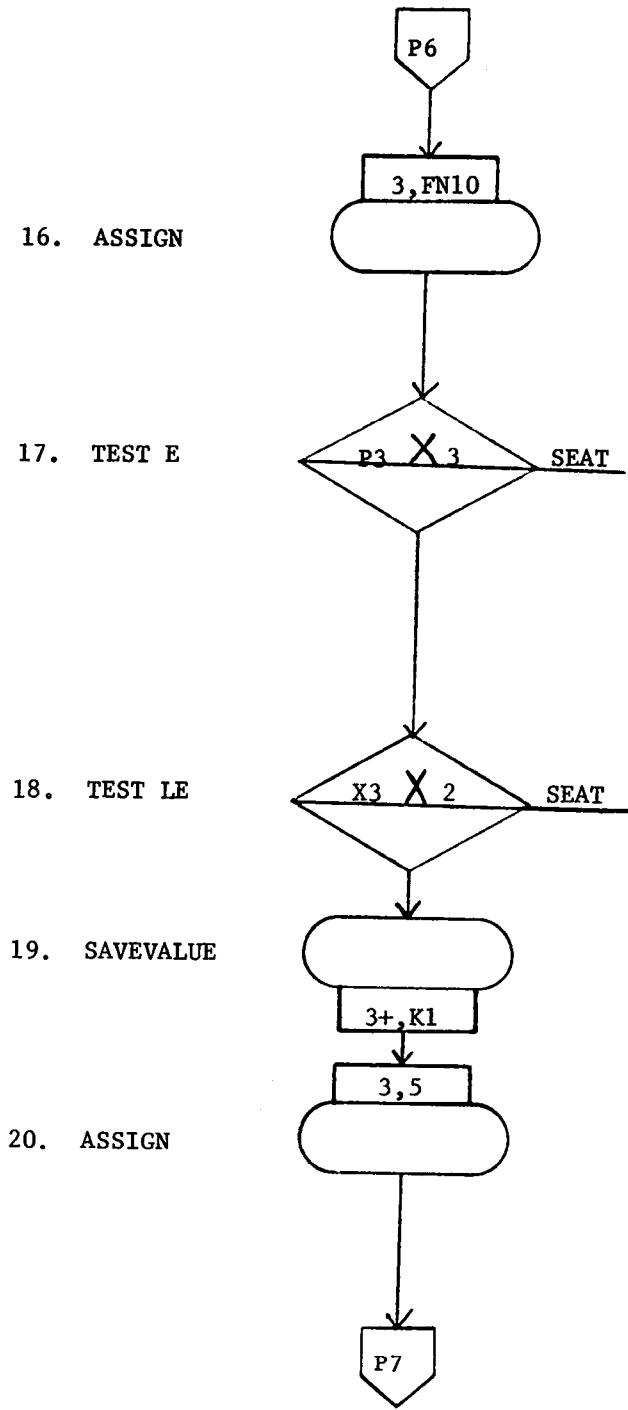 P6
3,FN10
16. ASSIGN
17. TEST E
P3 3 SEAT
18. TEST LE
X3 2 SEAT
19. SAVEVALUE
3+,K1
3,5
20. ASSIGN
P7